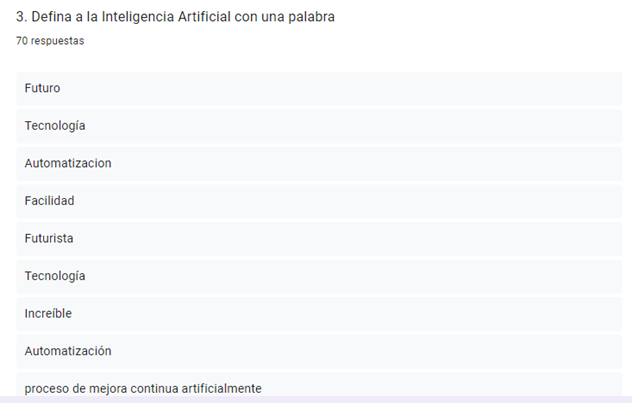 3. Defina a la Inteligencia Artificial con una palabra
70 respuestas
Futuro
Tecnología
Automatizacion
Facilidad
Futurista
Tecnología
Increíble
Automatización
proceso de mejora continua artificialmente